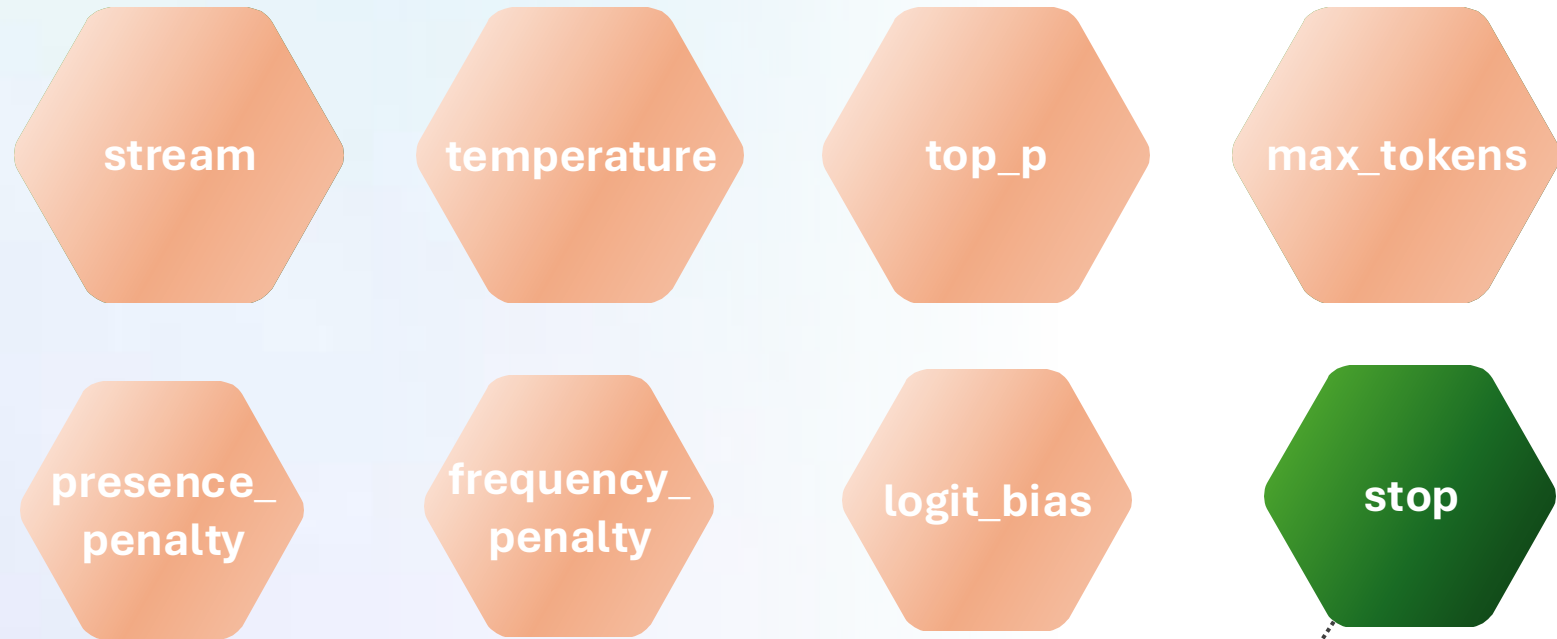 stream
temperature
top_p
max_tokens
presence_
penalty
frequency_
penalty
logit_bias
stop